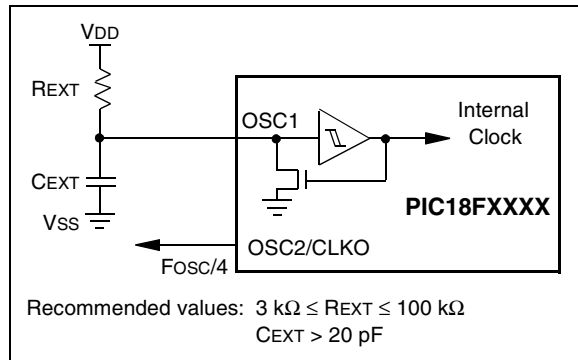 VDD
REXT
OSC1
Internal
Clock
CEXT
PIC18FXXXX
VSS
OSC2/CLKO
FOSC/4
Recommended values: 3 kΩ ≤ REXT ≤ 100 kΩ
CEXT > 20 pF